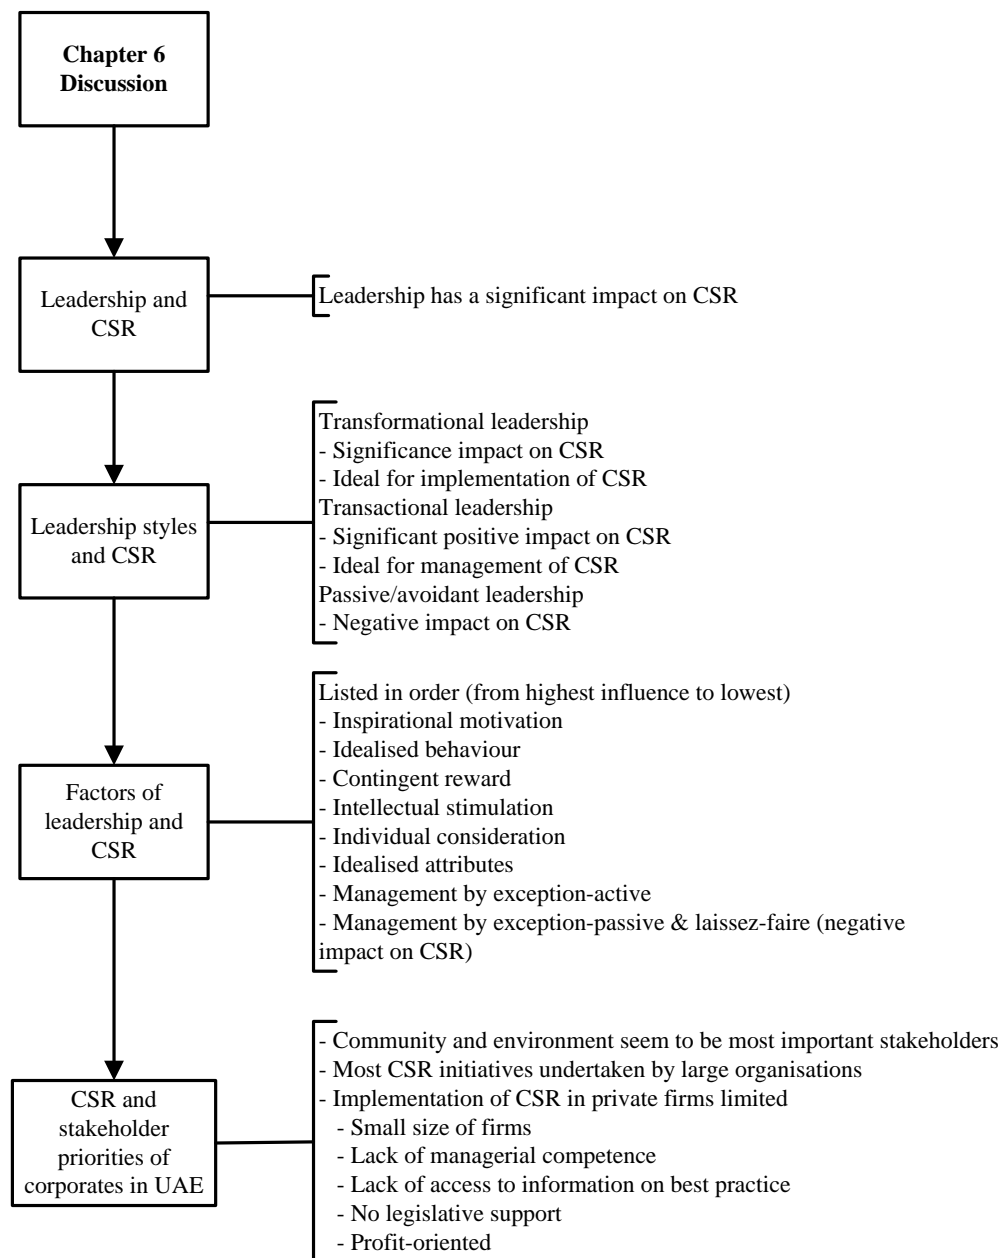 Chapter 6
Discussion
Leadership and
CSR
Leadership has a significant impact on CSR
Leadership styles
and CSR
Transformational leadership
- Significance impact on CSR
- Ideal for implementation of CSR
Transactional leadership
- Significant positive impact on CSR
- Ideal for management of CSR
Passive/avoidant leadership
- Negative impact on CSR
Factors of
leadership and
CSR
Listed in order (from highest influence to lowest)
- Inspirational motivation
- Idealised behaviour
- Contingent reward
- Intellectual stimulation
- Individual consideration
- Idealised attributes
- Management by exception-active
- Management by exception-passive & laissez-faire (negative
impact on CSR)
CSR and
stakeholder
priorities of
corporates in UAE
- Community and environment seem to be most important stakeholders
- Most CSR initiatives undertaken by large organisations
- Implementation of CSR in private firms limited
- Small size of firms
- Lack of managerial competence
- Lack of access to information on best practice
- No legislative support
- Profit-oriented